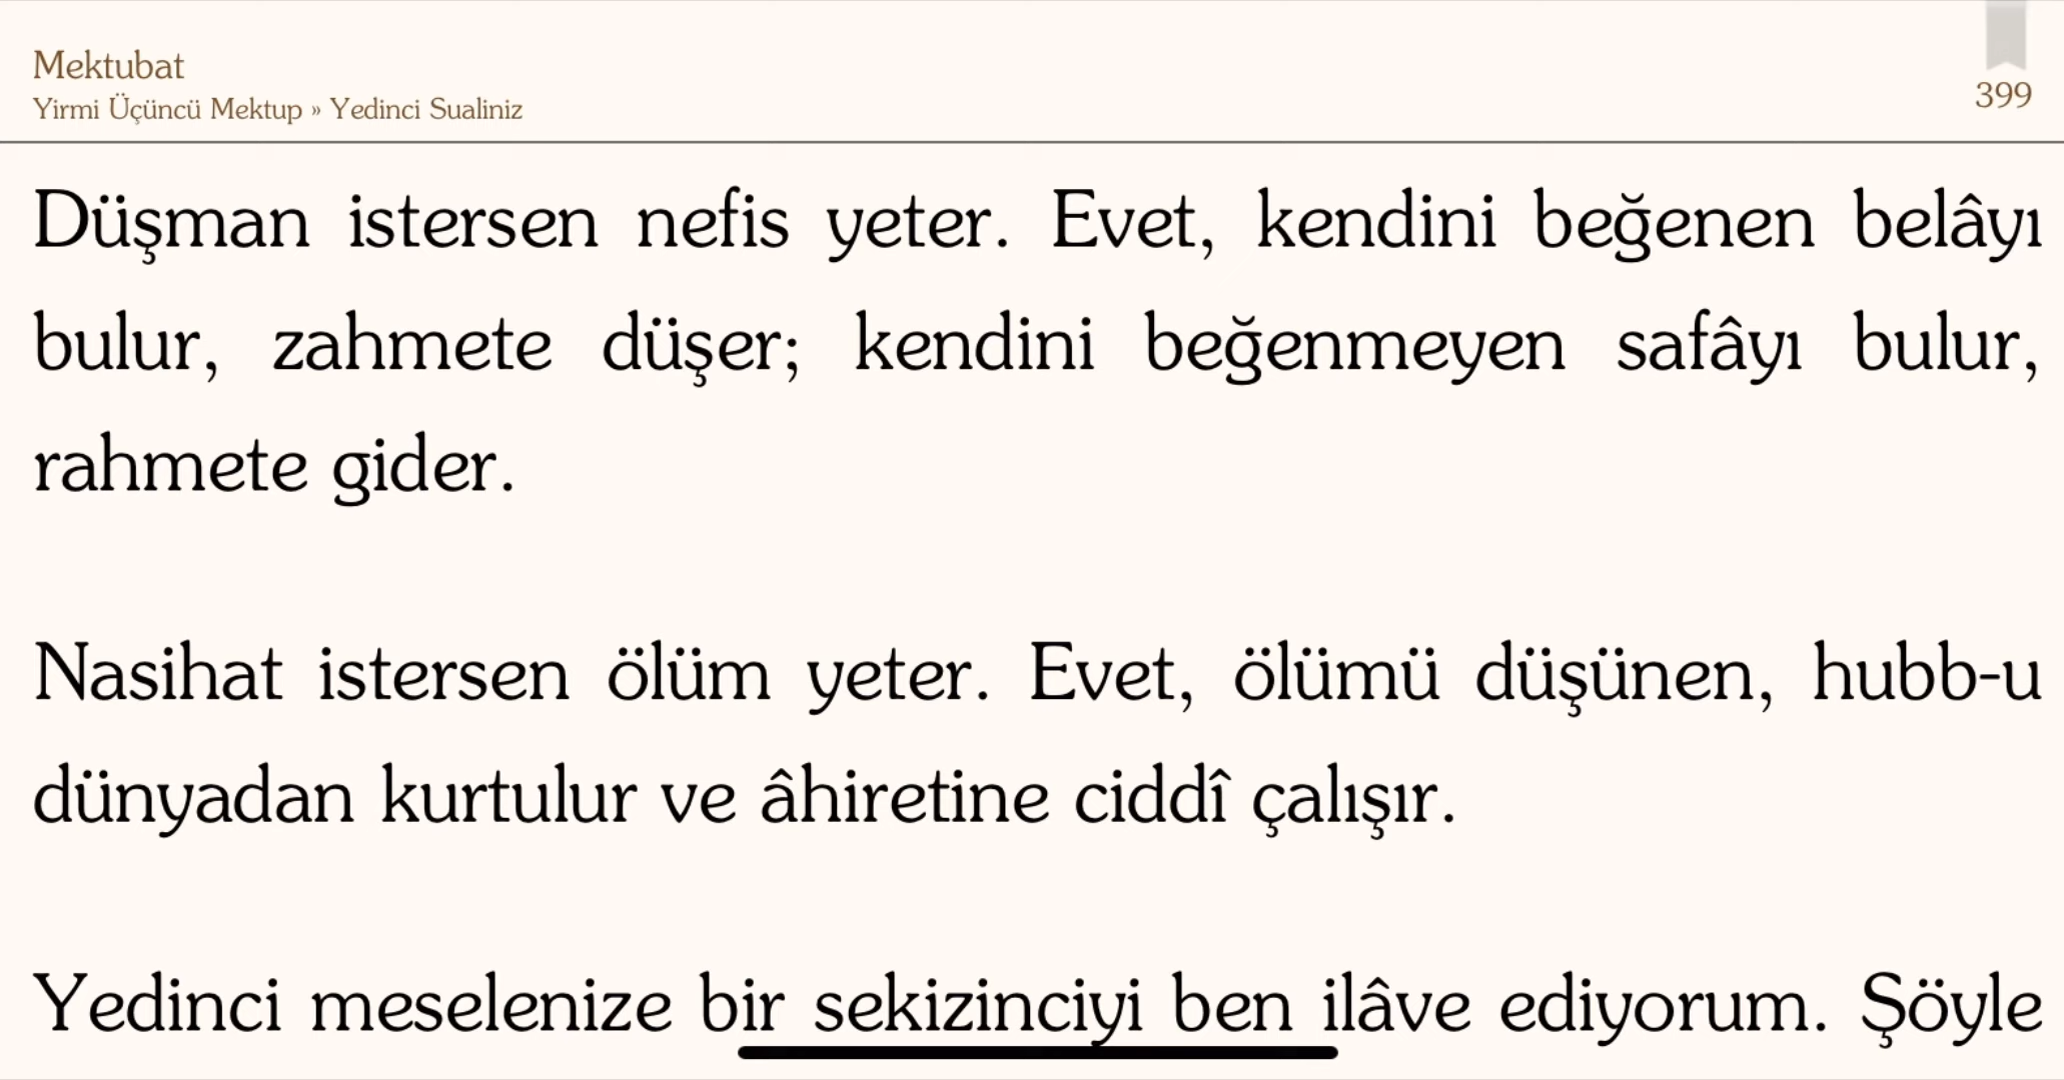 Mektubat
Yirmi Üçüncü Mektup » Yedinci Sualiniz
399
Düşman istersen nefis yeter. Evet, kendini beğenen belâyı
bulur, zahmete düşer; kendini beğenmeyen safâyı bulur,
rahmete gider.
Nasihat istersen ölüm yeter. Evet, ölümü düşünen, hubb-u
dünyadan kurtulur ve âhiretine ciddî çalışır.
Yedinci meselenize bir sekizinciyi ben ilâve ediyorum. Şöyle